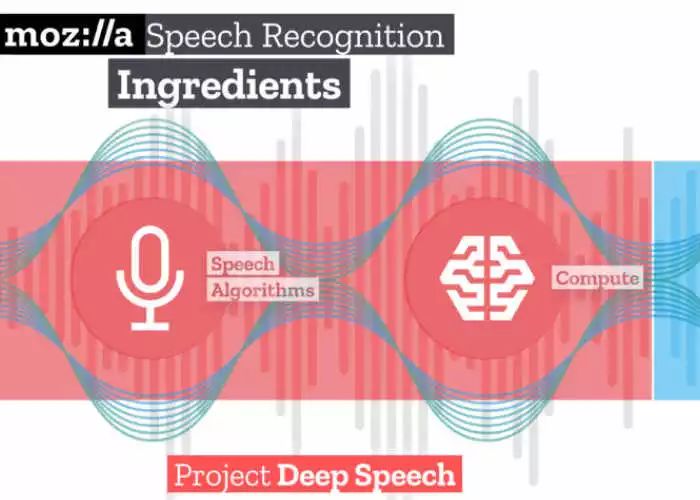 moz://a Speech Recognition
Ingredients
Speech
Algorithms
Compute
Project Deep Speech